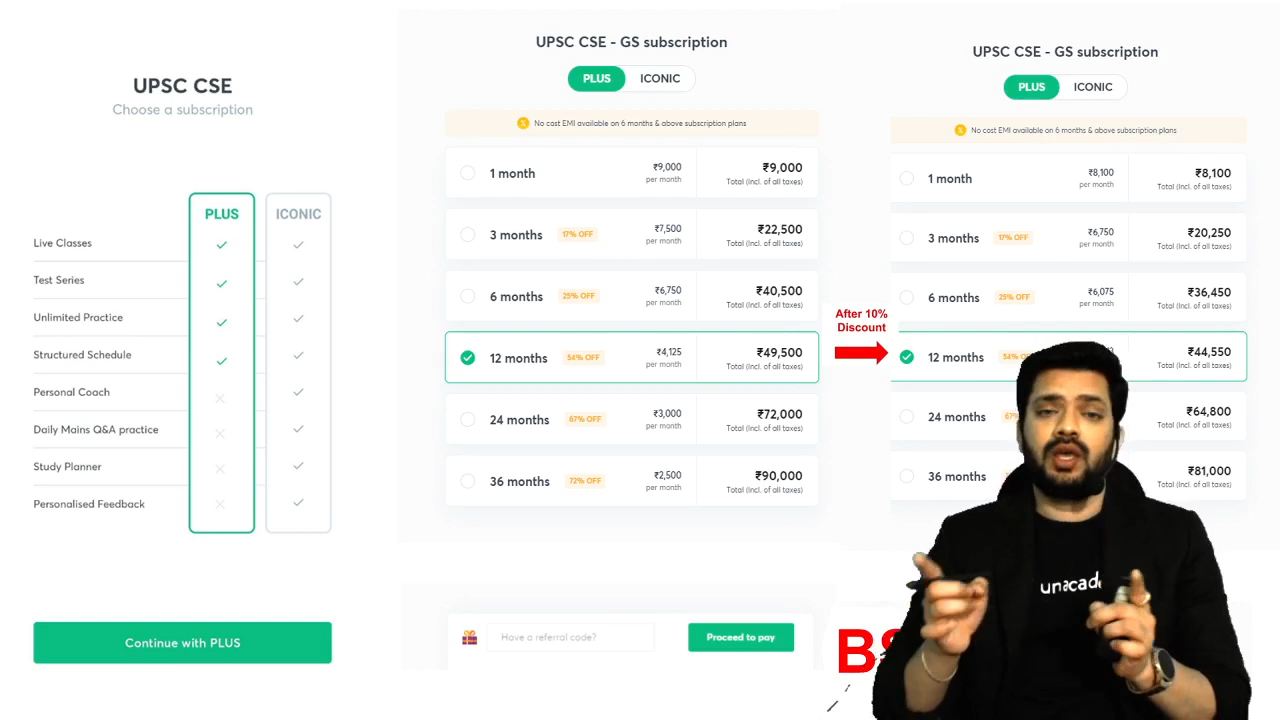 UPSC CSE
Choose a subscription
PLUS
ICONIC
Live Classes
Test Series
Unlimited Practice
Structured Schedule
Personal Coach
Daily Mains Q&A practice
Study Planner
Personalised Feedback
Continue with PLUS
UPSC CSE - GS subscription
PLUS
ICONIC
No cost EMI available on 6 months & above subscription plans
1 month
₹9,000
per month
₹9,000
Total (Incl. of all taxes)
3 months
17% OFF
₹7,500
per month
₹22,500
Total (Incl. of all taxes)
6 months
25% OFF
₹6,750
per month
₹40,500
Total (Incl. of all taxes)
12 months
54% OFF
₹4,125
per month
₹49,500
Total (Incl. of all taxes)
24 months
67% OFF
₹3,000
per month
₹72,000
Total (Incl. of all taxes)
36 months
72% OFF
₹2,500
per month
₹90,000
Total (Incl. of all taxes)
Have a referral code?
Proceed to pay
After 10%
Discount
UPSC CSE - GS subscription
PLUS
ICONIC
No cost EMI available on 6 months & above subscription plans
1 month
₹8,100
per month
₹8,100
Total (Incl. of all taxes)
3 months
17% OFF
₹6,750
per month
₹20,250
Total (Incl. of all taxes)
6 months
25% OFF
₹6,075
per month
₹36,450
Total (Incl. of all taxes)
12 months
54%
₹44,550
Total (Incl. of all taxes)
24 months
67%
₹64,800
Total (Incl. of all taxes)
36 months
₹81,000
Total (Incl. of all taxes)
unacad